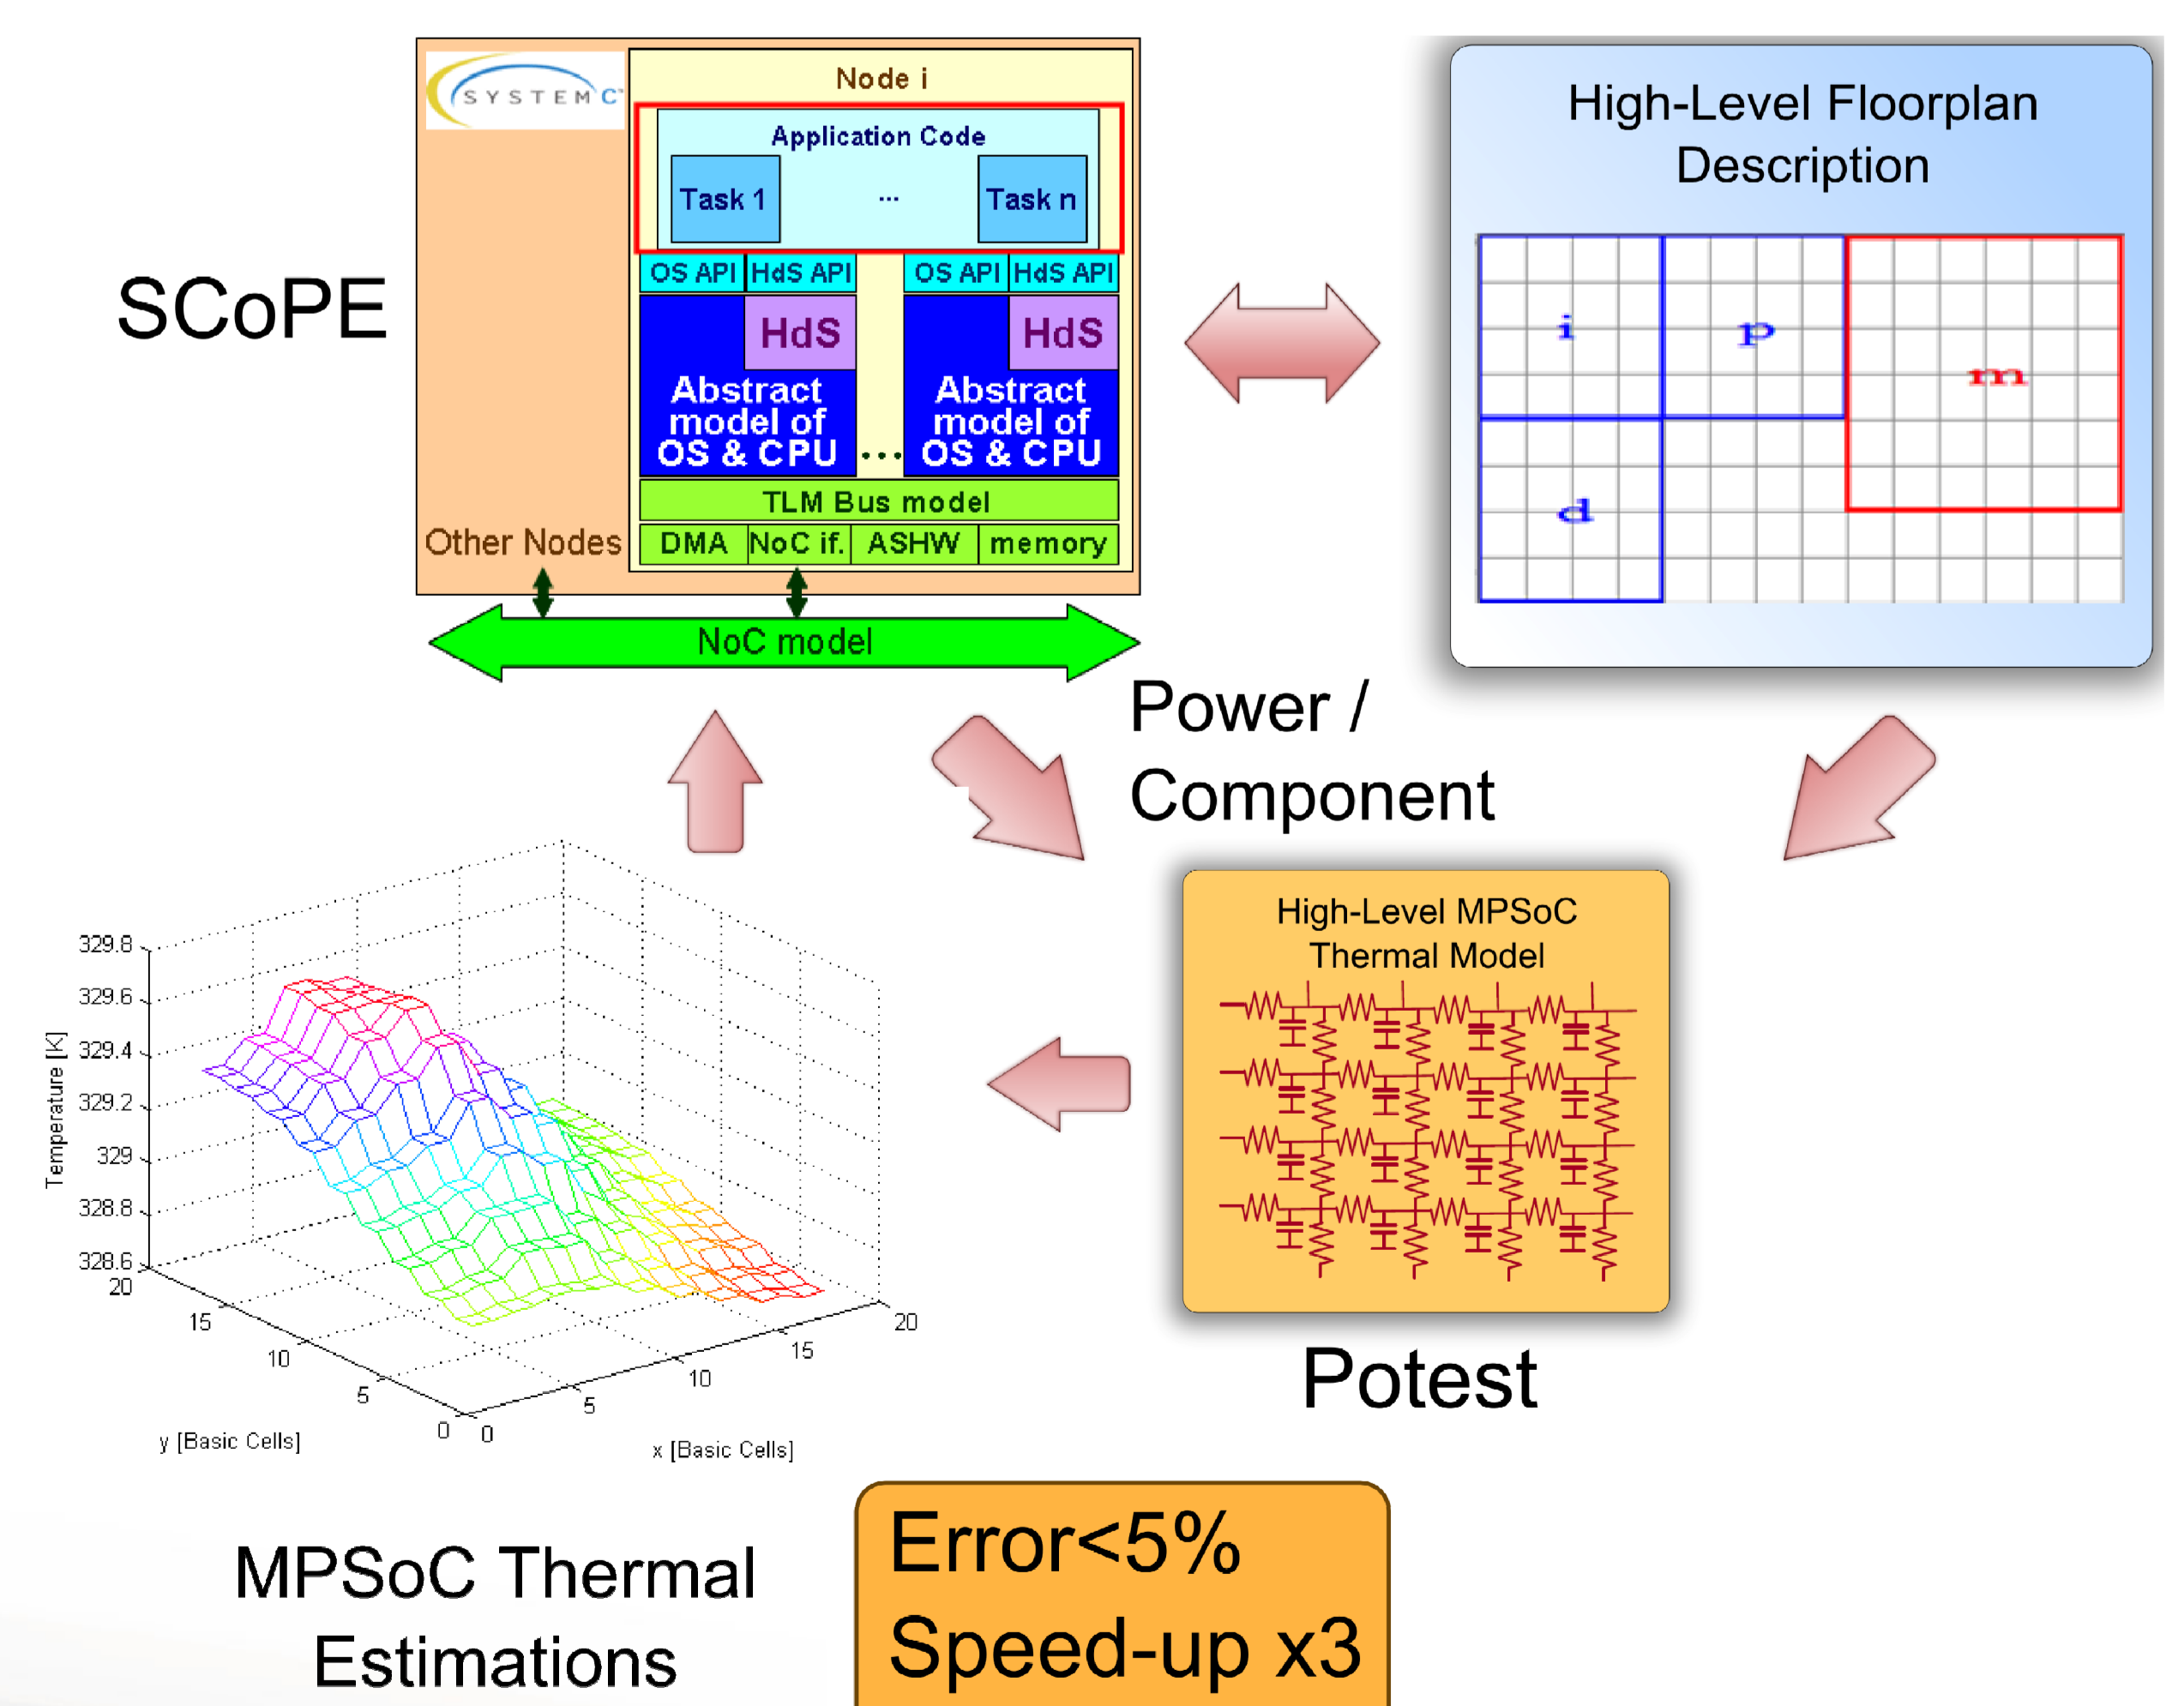 SYSTEM C™
Node i
Application Code
Task 1 ... Task n
OS API HdS API OS API HdS API
HdS HdS
Abstract model of OS & CPU
...
Abstract model of OS & CPU
TLM Bus model
Other Nodes
DMA NoC if. ASHW memory
NoC model
SCoPE
High-Level Floorplan
Description
i p
m
d
Power /
Component
High-Level MPSoC
Thermal Model
Potest
Temperature [K]
329.8
329.6
329.4
329.2
329
328.8
328.6
20
15
10
5
0
0
5
10
15
20
y [Basic Cells]
x [Basic Cells]
MPSoC Thermal
Estimations
Error<5%
Speed-up x3